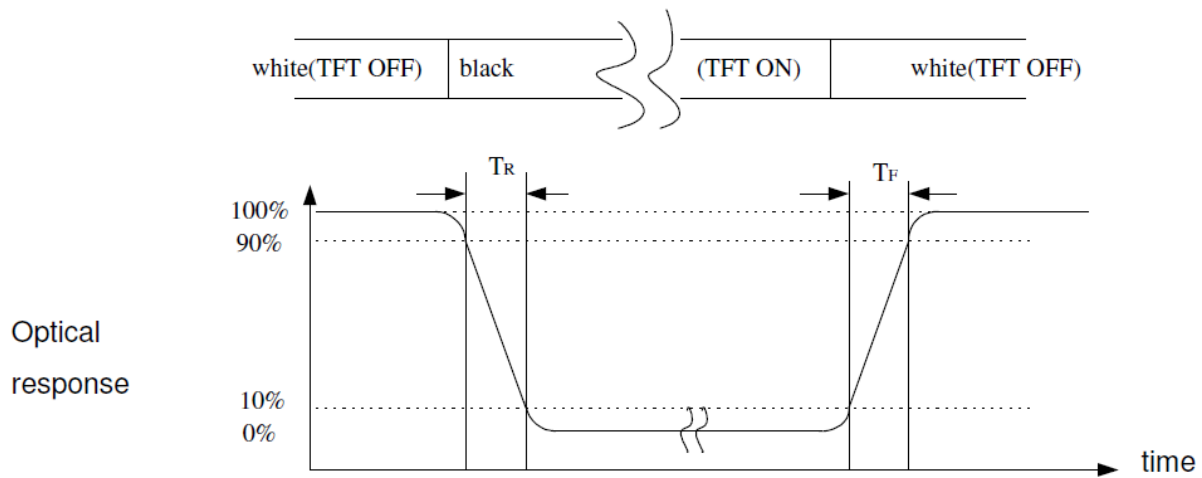 white(TFT OFF) black (TFT ON) white(TFT OFF)
TR TF
100%
90%
Optical
response
10%
0%
time